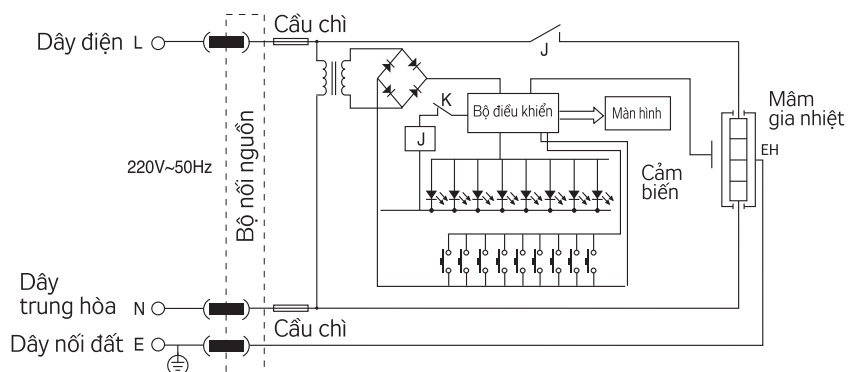 Cầu chì
Dây điện L
J
K
Bộ điều khiển
Màn hình
Mâm
gia nhiệt
J
EH
220V~50Hz
Bộ nối nguồn
Cảm
biến
Dây
trung hòa N
Cầu chì
Dây nối đất E